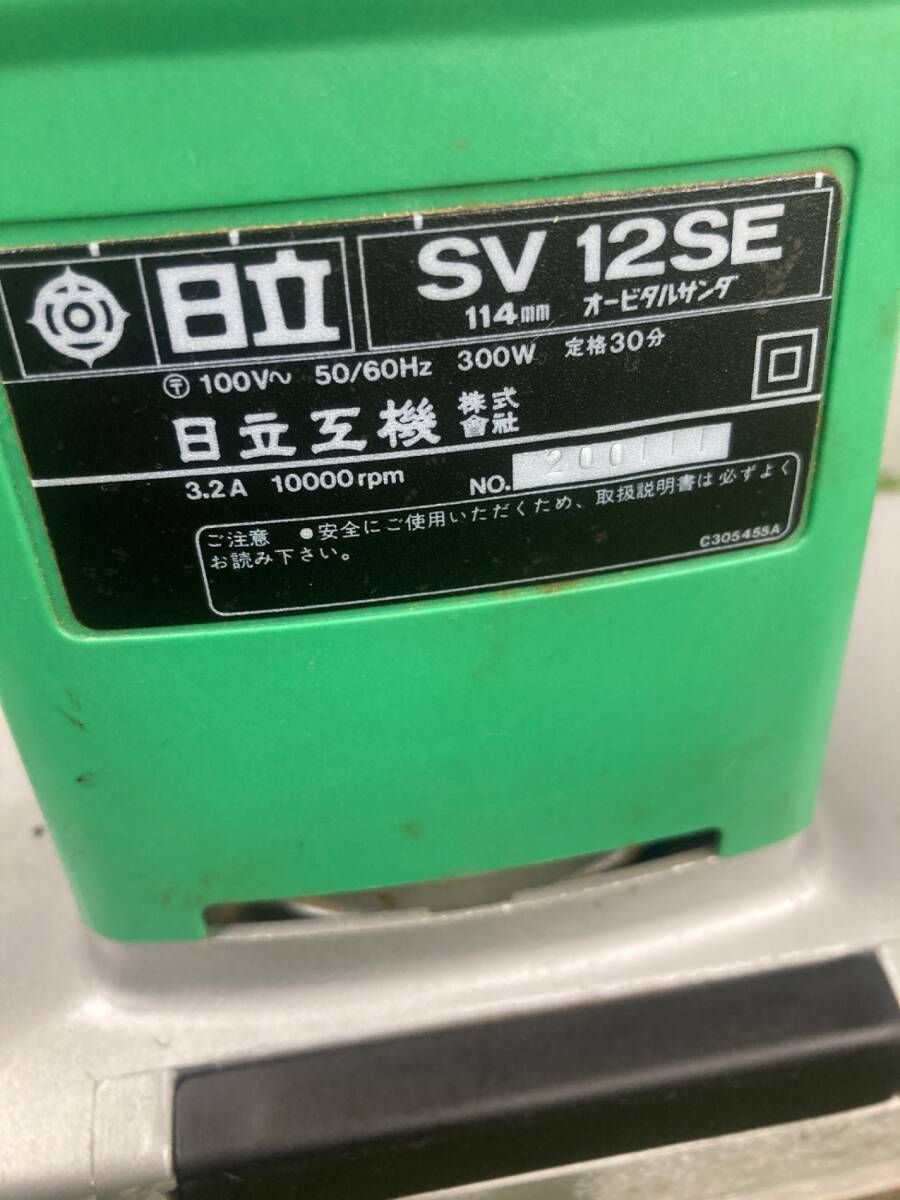 日立 SV 12SE
114mm オービタルサンダ
〒 100V～ 50/60Hz 300W 定格30分
日立工機 株式會社
3.2A 10000rpm NO. 200111
ご注意 ●安全にご使用いただくため、取扱説明書は必ずよく
お読み下さい。
C305455A